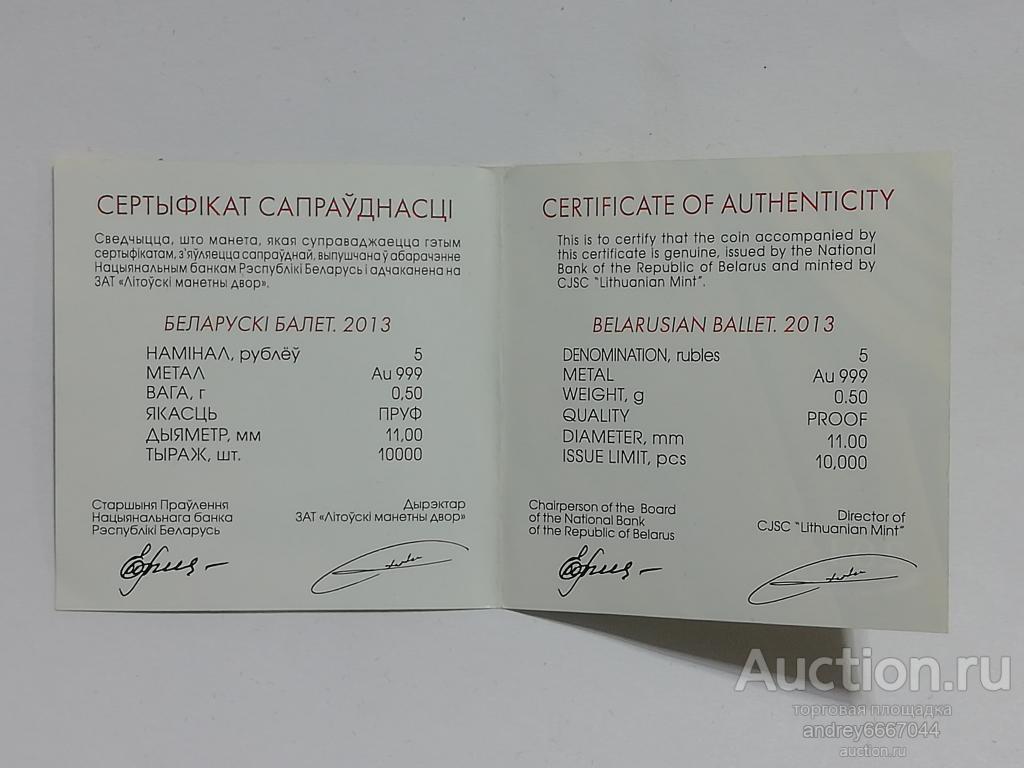 СЕРТЫФІКАТ САПРАЎДНАСЦІ
Сведчыцца, што манета, якая суправаджаецца гэтым
сертыфікатам, з'яўляецца сапраўднай, выпушчана ў абарачэнне
Нацыянальным банкам Рэспублікі Беларусь і адчаканена на
ЗАТ «Літоўскі манетны двор».
БЕЛАРУСКІ БАЛЕТ. 2013
НАМІНАЛ, рублёў 5
МЕТАЛ Au 999
ВАГА, г 0,50
ЯКАСЦЬ ПРУФ
ДЫЯМЕТР, мм 11,00
ТЫРАЖ, шт. 10000
Старшыня Праўлення
Нацыянальнага банка
Рэспублікі Беларусь
Дырэктар
ЗАТ «Літоўскі манетны двор»
CERTIFICATE OF AUTHENTICITY
This is to certify that the coin accompanied by
this certificate is genuine, issued by the National
Bank of the Republic of Belarus and minted by
CJSC "Lithuanian Mint".
BELARUSIAN BALLET. 2013
DENOMINATION, rubles 5
METAL Au 999
WEIGHT, g 0.50
QUALITY PROOF
DIAMETER, mm 11.00
ISSUE LIMIT, pcs 10,000
Chairperson of the Board
of the National Bank
of the Republic of Belarus
Director of
CJSC "Lithuanian Mint"
Auction.ru
торговая площадка
andrey6667044
auction.ru